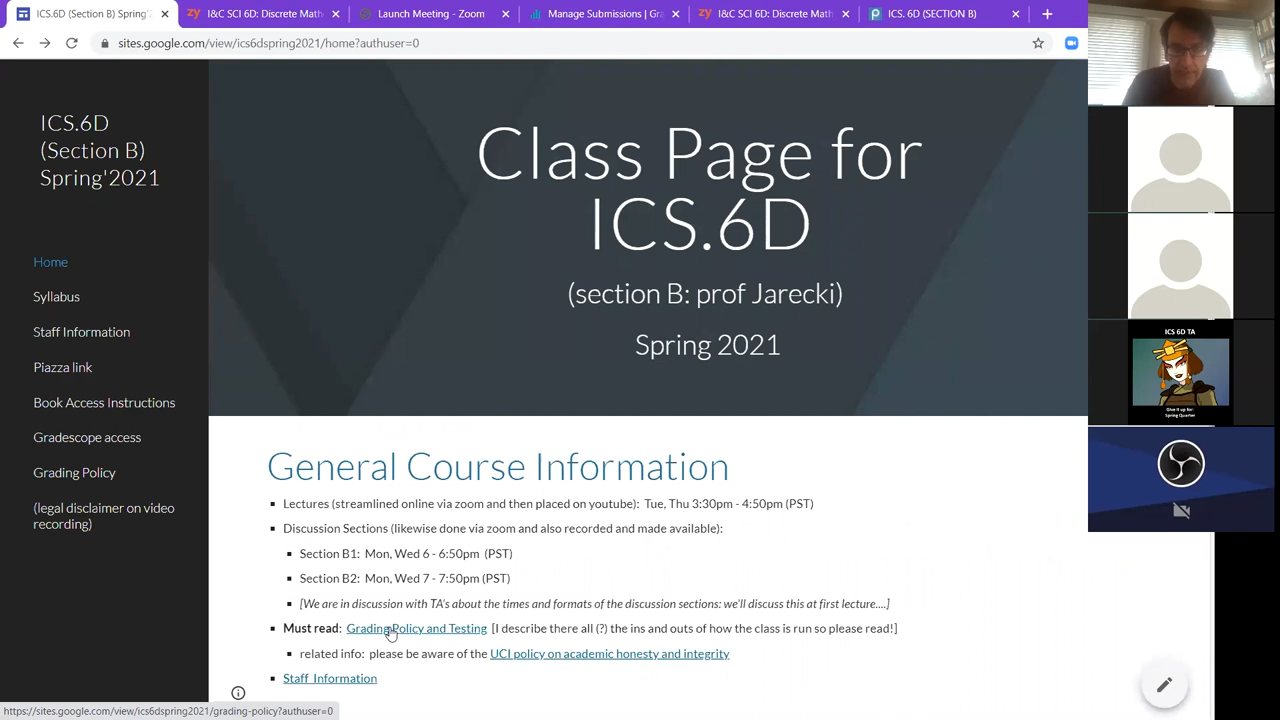 ICS.6D (Section B) Spring'
I&C SCI 6D: Discrete Math
Launch Meeting - Zoom
Manage Submissions | Gra
I&C SCI 6D: Discrete Math
ICS. 6D (SECTION B)
sites.google.com/view/ics6dspring2021/home?authuser=0
ICS.6D
(Section B)
Spring'2021
Home
Syllabus
Staff Information
Piazza link
Book Access Instructions
Gradescope access
Grading Policy
(legal disclaimer on video
recording)
Class Page for
ICS.6D
(section B: prof Jarecki)
Spring 2021
General Course Information
Lectures (streamlined online via zoom and then placed on youtube): Tue, Thu 3:30pm - 4:50pm (PST)
Discussion Sections (likewise done via zoom and also recorded and made available):
Section B1: Mon, Wed 6 - 6:50pm (PST)
Section B2: Mon, Wed 7 - 7:50pm (PST)
[We are in discussion with TA's about the times and formats of the discussion sections: we'll discuss this at first lecture....]
Must read: Grading Policy and Testing [I describe there all (?) the ins and outs of how the class is run so please read!]
related info: please be aware of the UCI policy on academic honesty and integrity
Staff Information
https://sites.google.com/view/ics6dspring2021/grading-policy?authuser=0
ICS 6D TA
Give it up for:
Spring Quarter